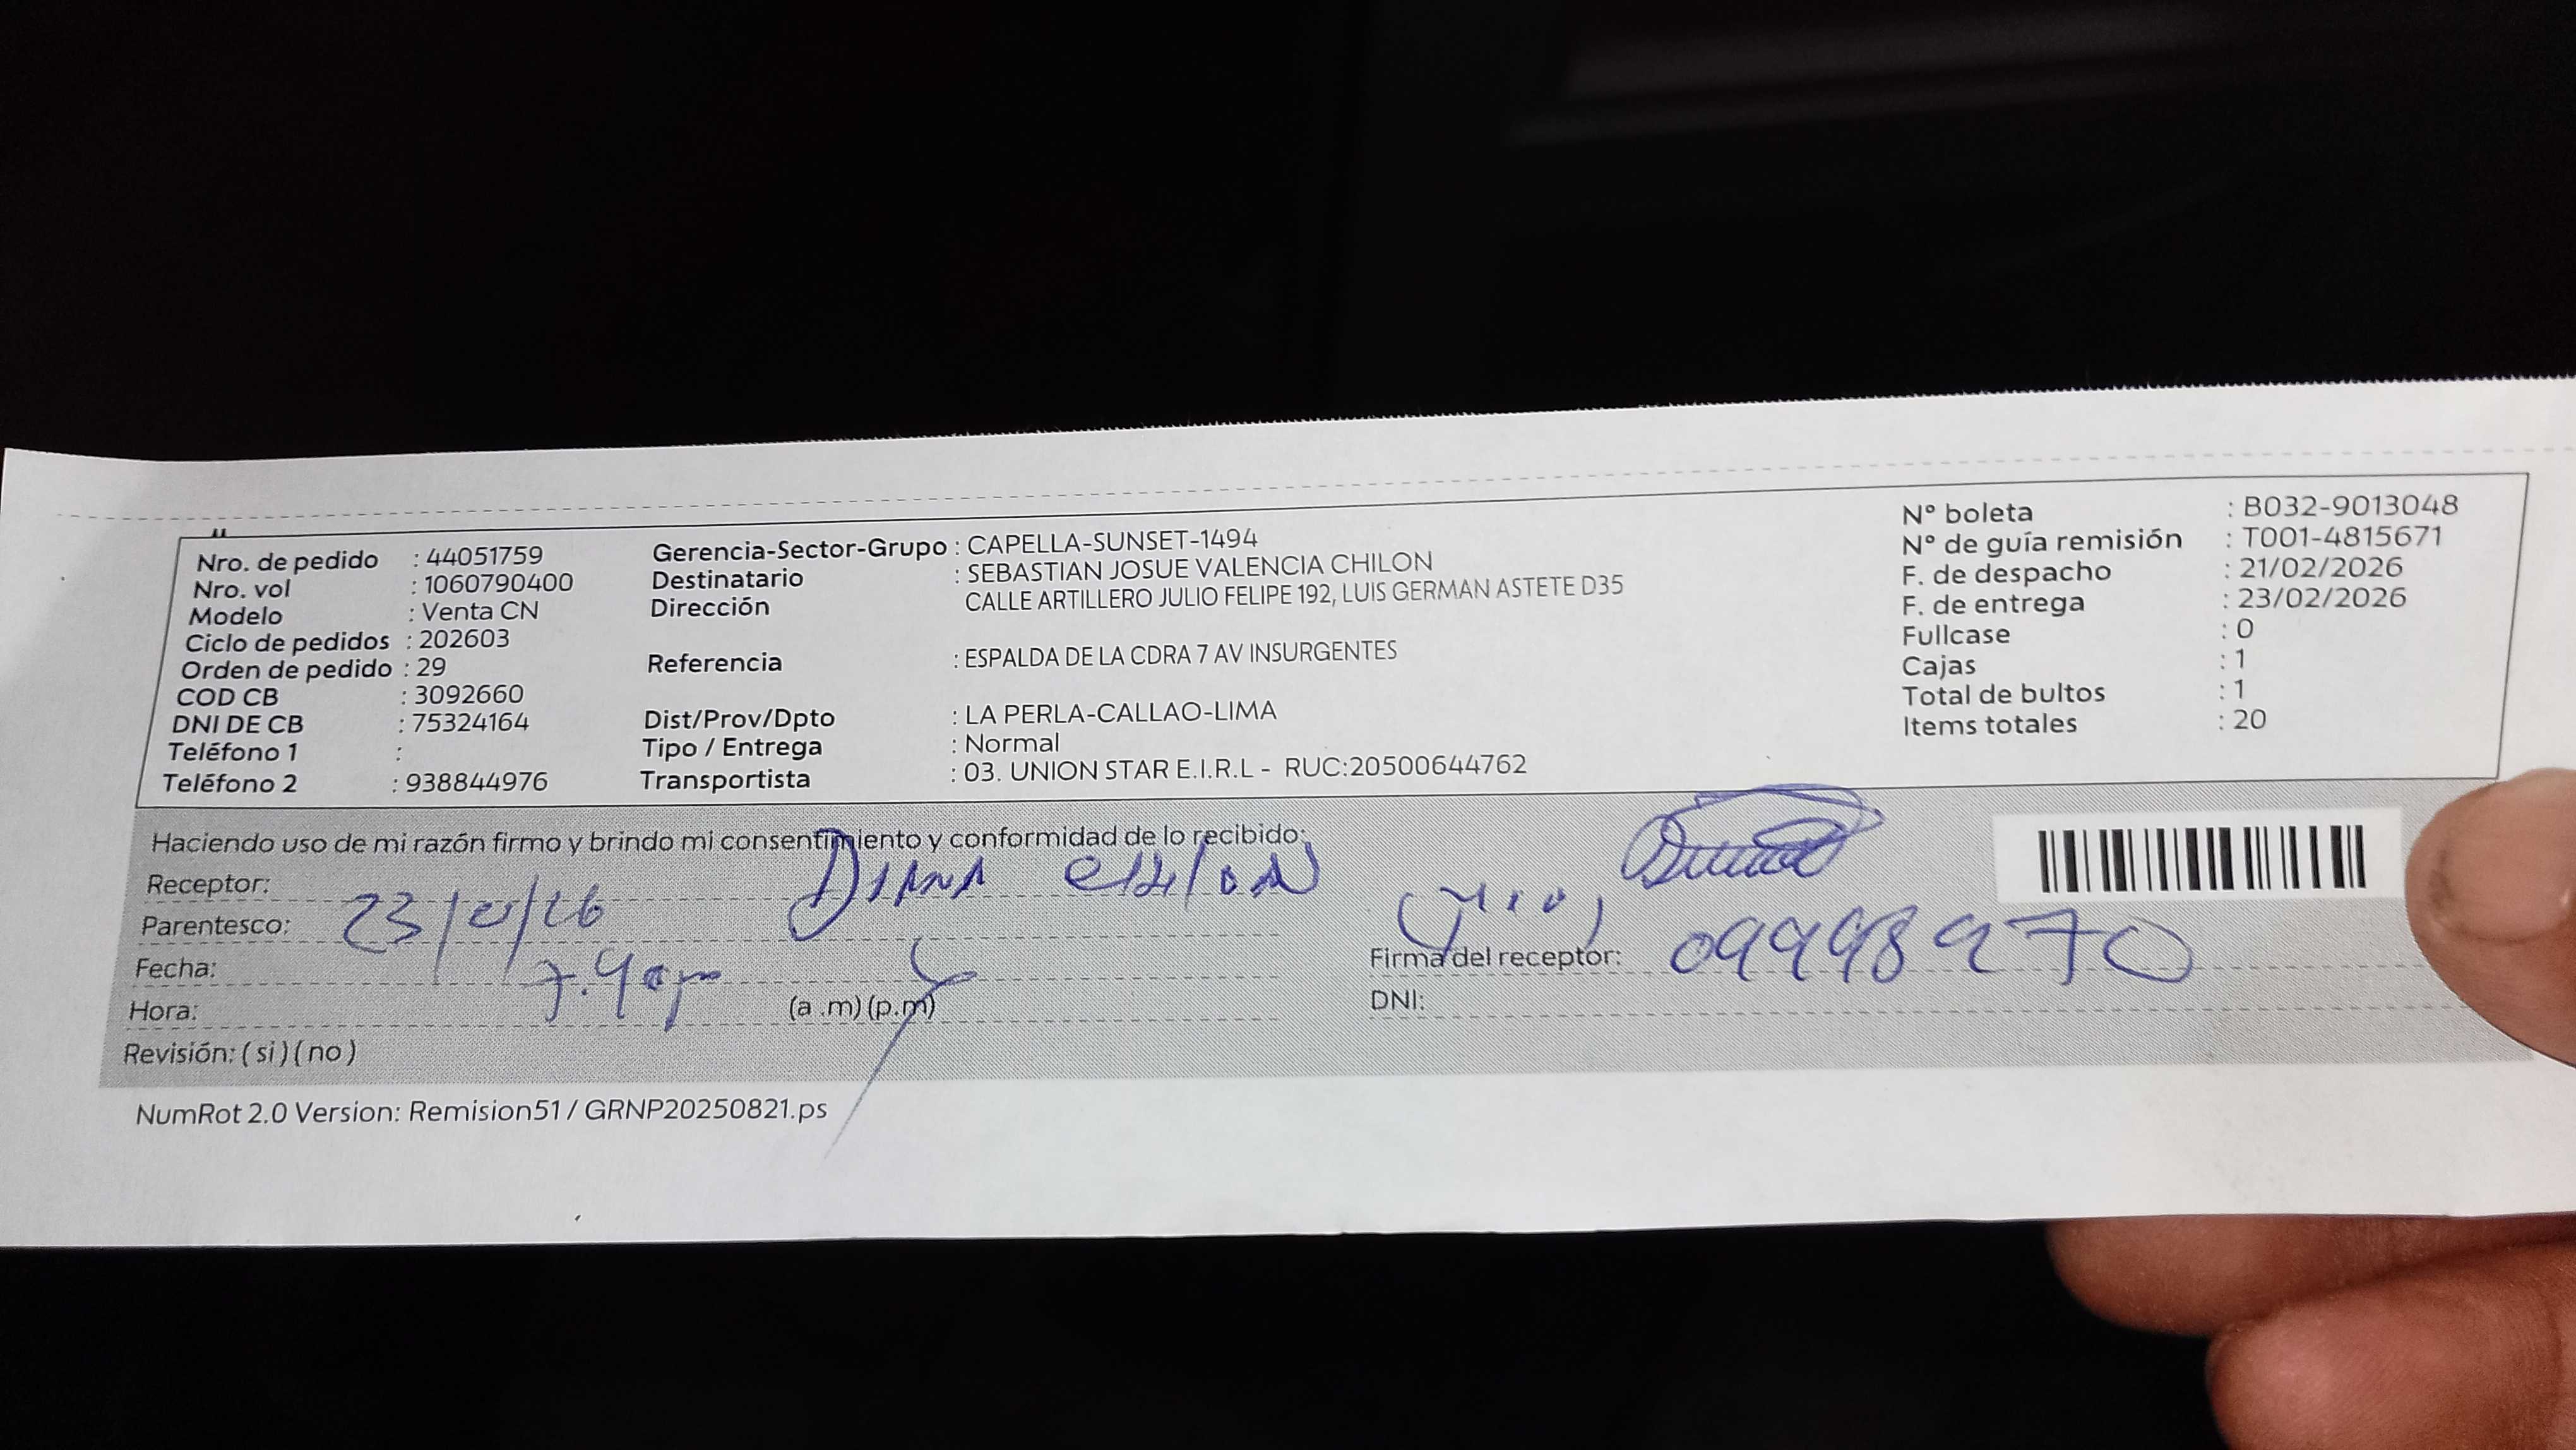 Nro. de pedido : 44051759
Nro. vol : 1060790400
Modelo : Venta CN
Ciclo de pedidos : 202603
Orden de pedido : 29
COD CB : 3092660
DNI DE CB : 75324164
Teléfono 1 :
Teléfono 2 : 938844976
Gerencia-Sector-Grupo : CAPELLA-SUNSET-1494
Destinatario : SEBASTIAN JOSUE VALENCIA CHILON
Dirección CALLE ARTILLERO JULIO FELIPE 192, LUIS GERMAN ASTETE D35
Referencia : ESPALDA DE LA CDRA 7 AV INSURGENTES
Dist/Prov/Dpto : LA PERLA-CALLAO-LIMA
Tipo / Entrega : Normal
Transportista : 03. UNION STAR E.I.R.L - RUC:20500644762
N° boleta : B032-9013048
N° de guía remisión : T001-4815671
F. de despacho : 21/02/2026
F. de entrega : 23/02/2026
Fullcase : 0
Cajas : 1
Total de bultos : 1
Items totales : 20
Haciendo uso de mi razón firmo y brindo mi consentimiento y conformidad de lo recibido:
Receptor: DIANA CHILON
Parentesco:
Fecha:
Hora: (a .m) (p.m)
Revisión: ( si ) ( no )
Firma del receptor: 09998970
DNI:
NumRot 2.0 Version: Remision51 / GRNP20250821.ps